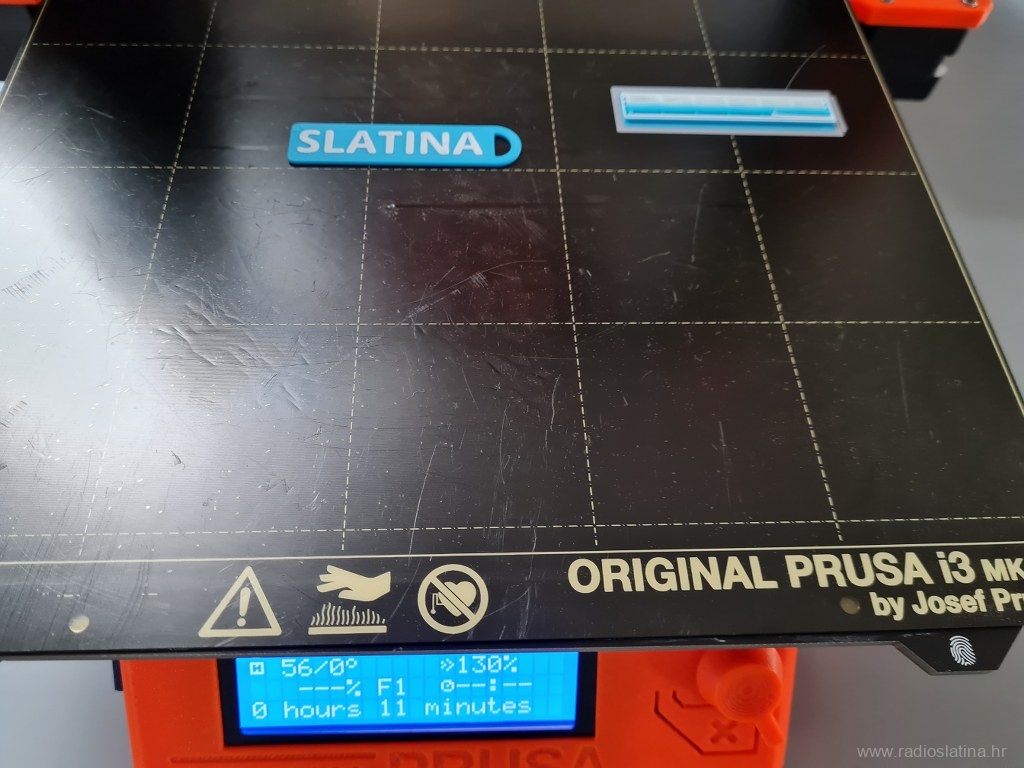 SLATINA
ORIGINAL PRUSA i3 MK
by Josef Pr
56/0° »130%
---% F1 --:--
0 hours 11 minutes
PRUSA
www.radioslatina.hr